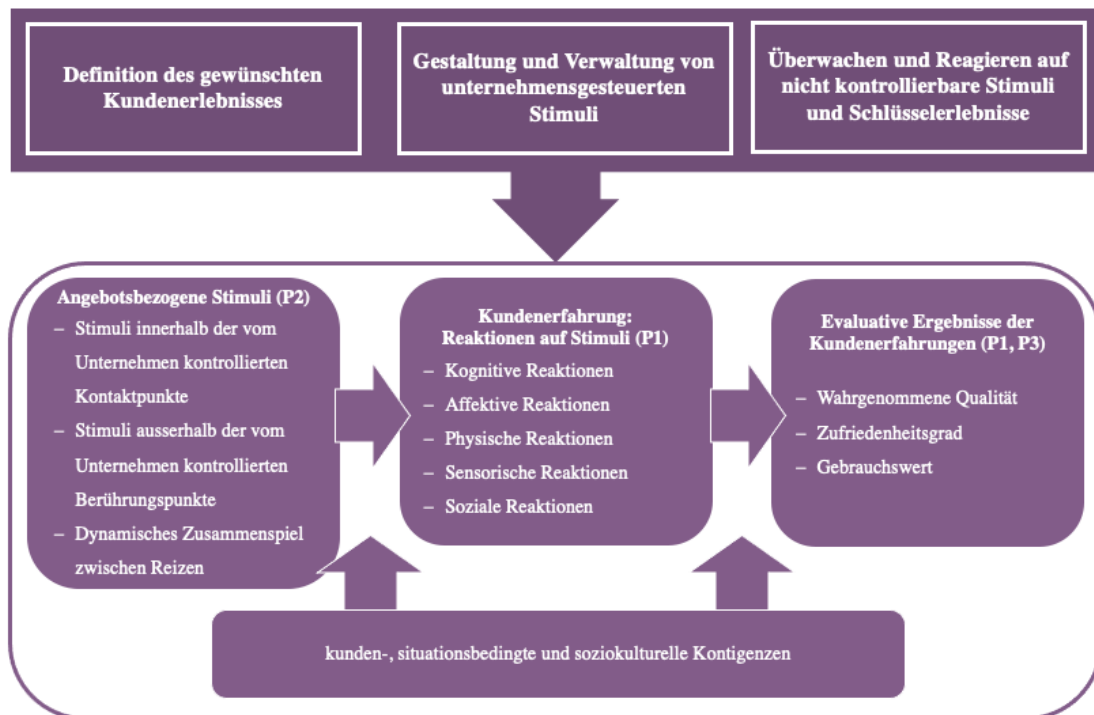 Definition des gewünschten
Kundenerlebnisses
Gestaltung und Verwaltung von
unternehmensgesteuerten
Stimuli
Überwachen und Reagieren auf
nicht kontrollierbare Stimuli
und Schlüsselerlebnisse
Angebotsbezogene Stimuli (P2)
– Stimuli innerhalb der vom
Unternehmen kontrollierten
Kontaktpunkte
– Stimuli ausserhalb der vom
Unternehmen kontrollierten
Berührungspunkte
– Dynamisches Zusammenspiel
zwischen Reizen
Kundenerfahrung:
Reaktionen auf Stimuli (P1)
– Kognitive Reaktionen
– Affektive Reaktionen
– Physische Reaktionen
– Sensorische Reaktionen
– Soziale Reaktionen
Evaluative Ergebnisse der
Kundenerfahrungen (P1, P3)
– Wahrgenommene Qualität
– Zufriedenheitsgrad
– Gebrauchswert
kunden-, situationsbedingte und soziokulturelle Kontigenzen